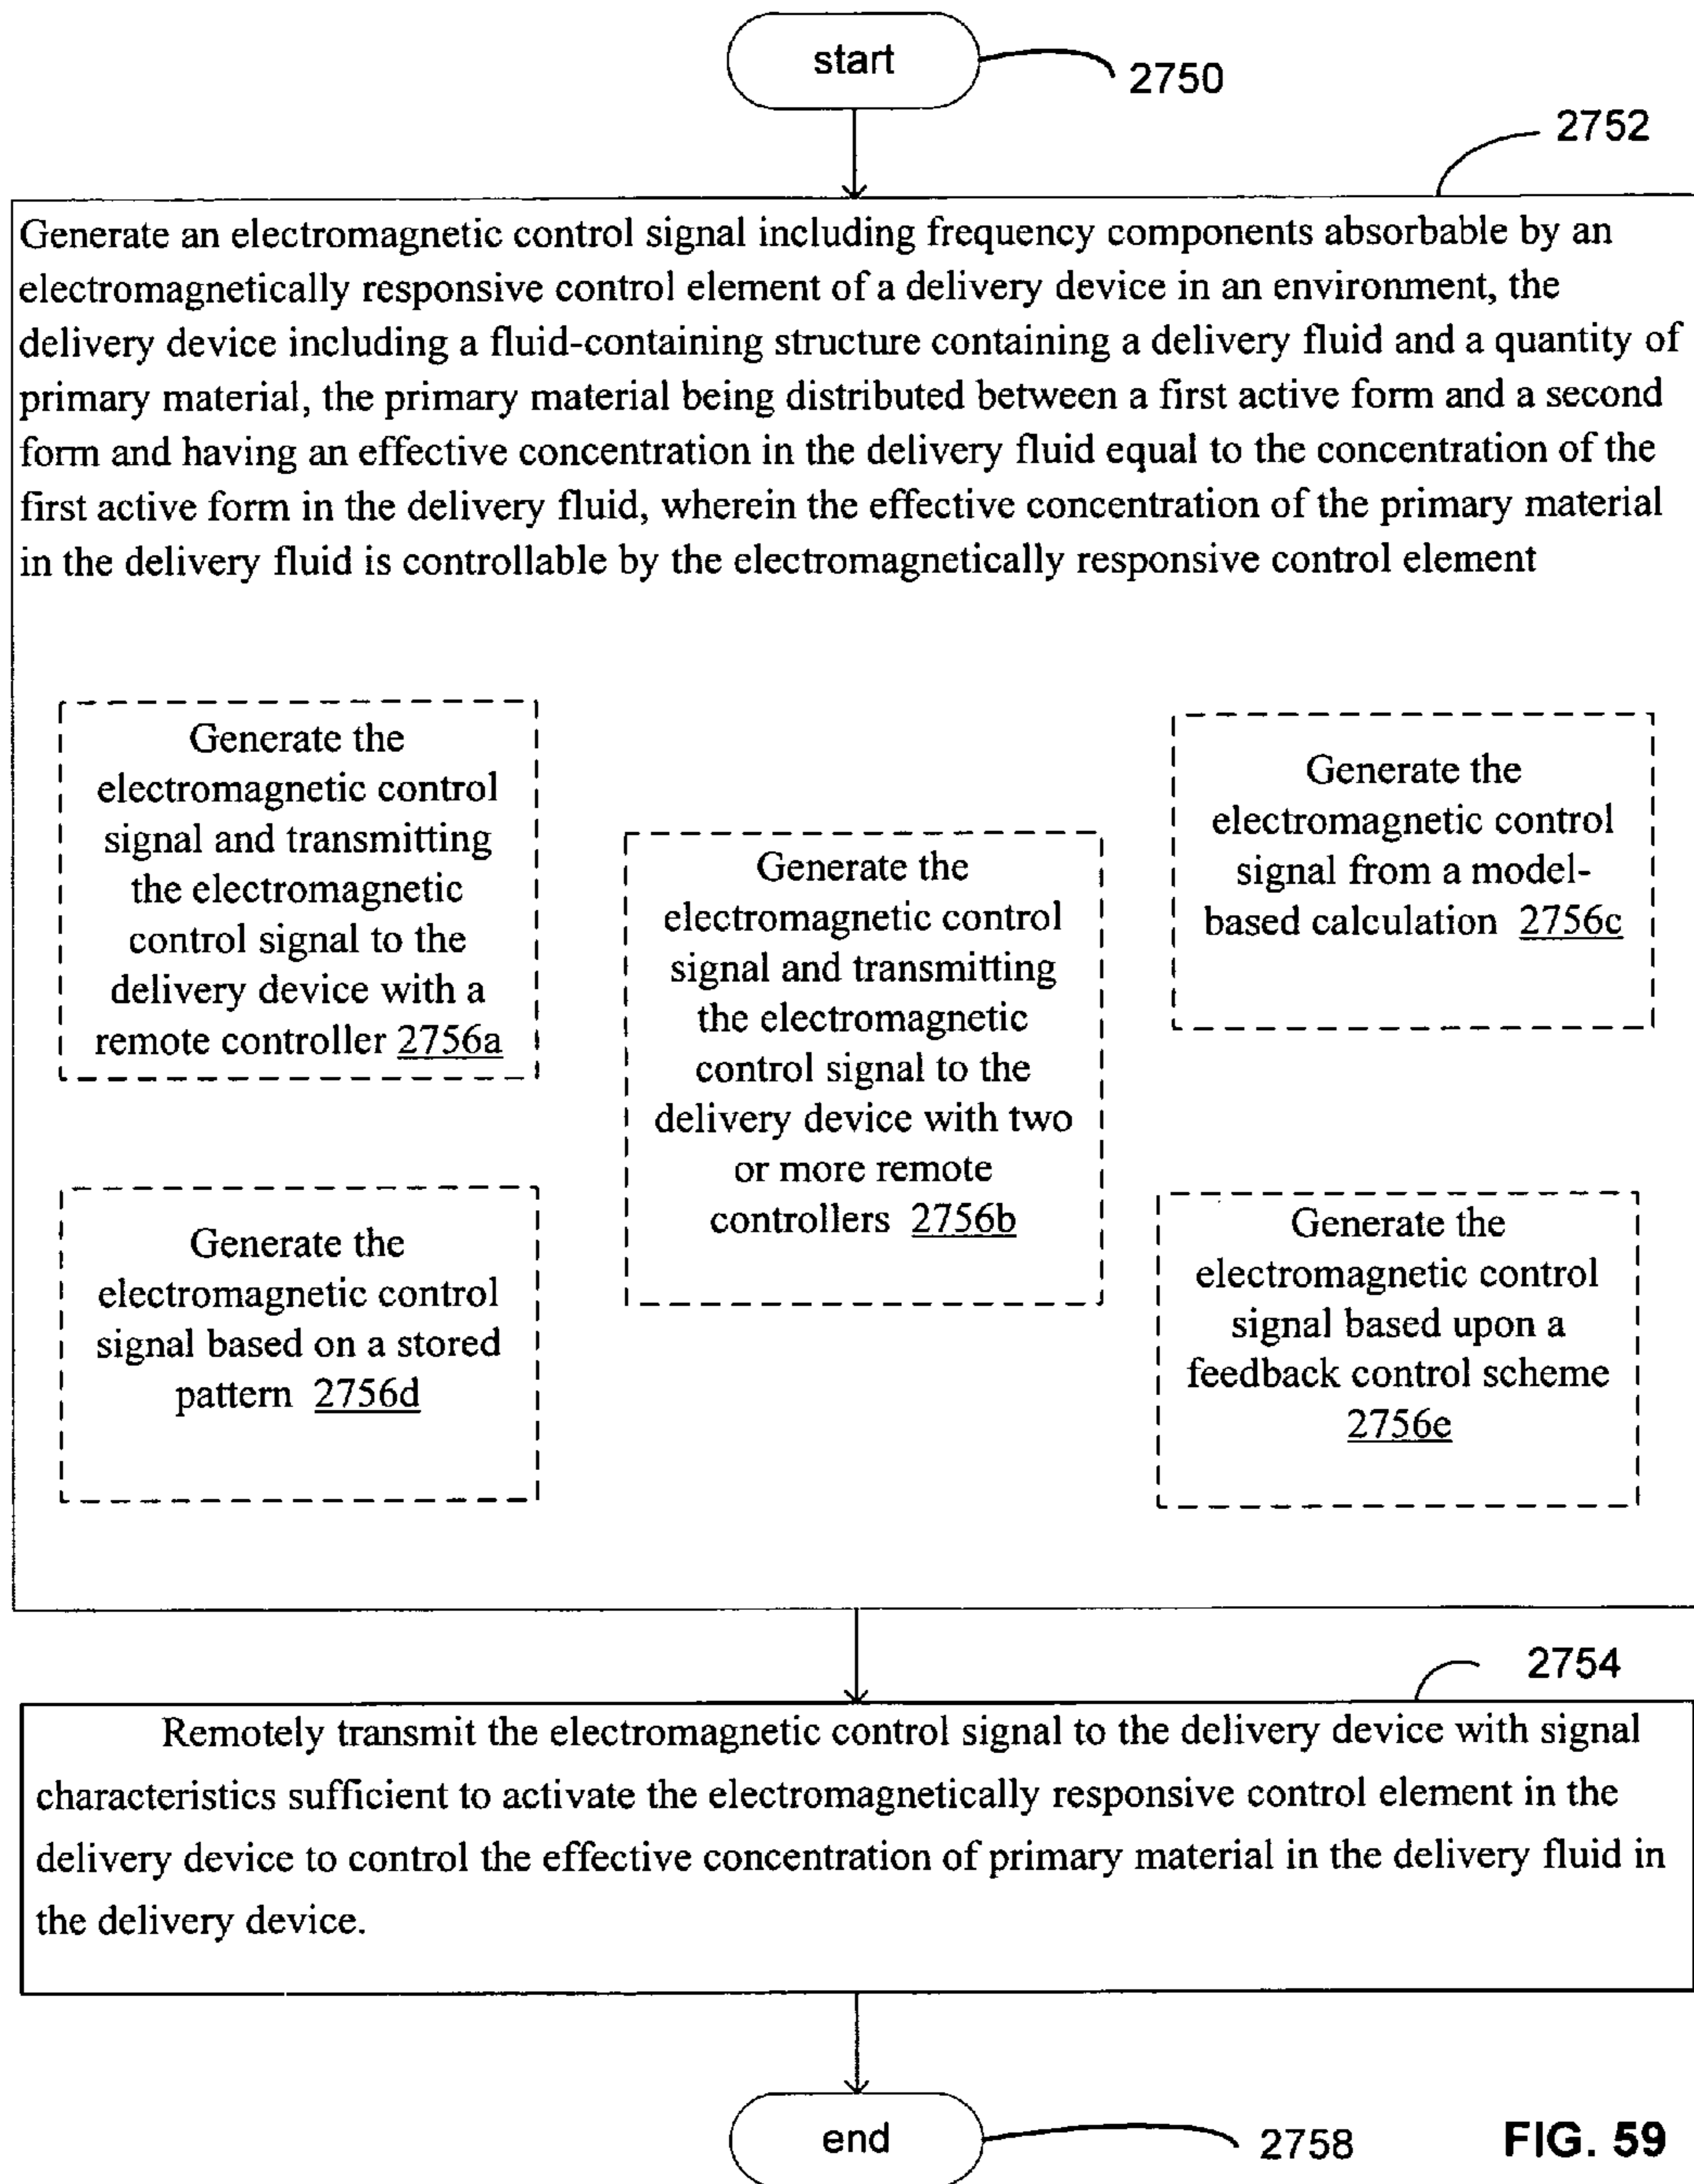 start
2750
2752
Generate an electromagnetic control signal including frequency components absorbable by an
electromagnetically responsive control element of a delivery device in an environment, the
delivery device including a fluid-containing structure containing a delivery fluid and a quantity of
primary material, the primary material being distributed between a first active form and a second
form and having an effective concentration in the delivery fluid equal to the concentration of the
first active form in the delivery fluid, wherein the effective concentration of the primary material
in the delivery fluid is controllable by the electromagnetically responsive control element
Generate the
electromagnetic control
signal and transmitting
the electromagnetic
control signal to the
delivery device with a
remote controller 2756a
Generate the
electromagnetic control
signal and transmitting
the electromagnetic
control signal to the
delivery device with two
or more remote
controllers 2756b
Generate the
electromagnetic control
signal from a model-
based calculation 2756c
Generate the
electromagnetic control
signal based on a stored
pattern 2756d
Generate the
electromagnetic control
signal based upon a
feedback control scheme
2756e
2754
Remotely transmit the electromagnetic control signal to the delivery device with signal
characteristics sufficient to activate the electromagnetically responsive control element in the
delivery device to control the effective concentration of primary material in the delivery fluid in
the delivery device.
end
2758
FIG. 59